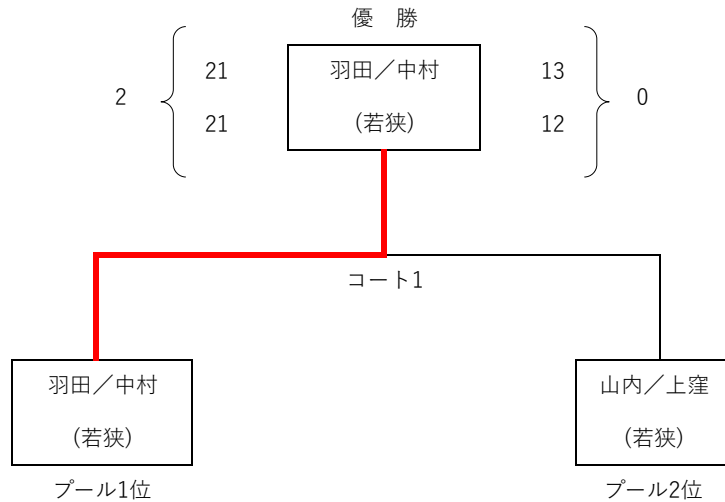 優　勝
2
21
21
羽田／中村
(若狭)
13
12
0
コート1
羽田／中村
(若狭)
プール1位
山内／上窪
(若狭)
プール2位